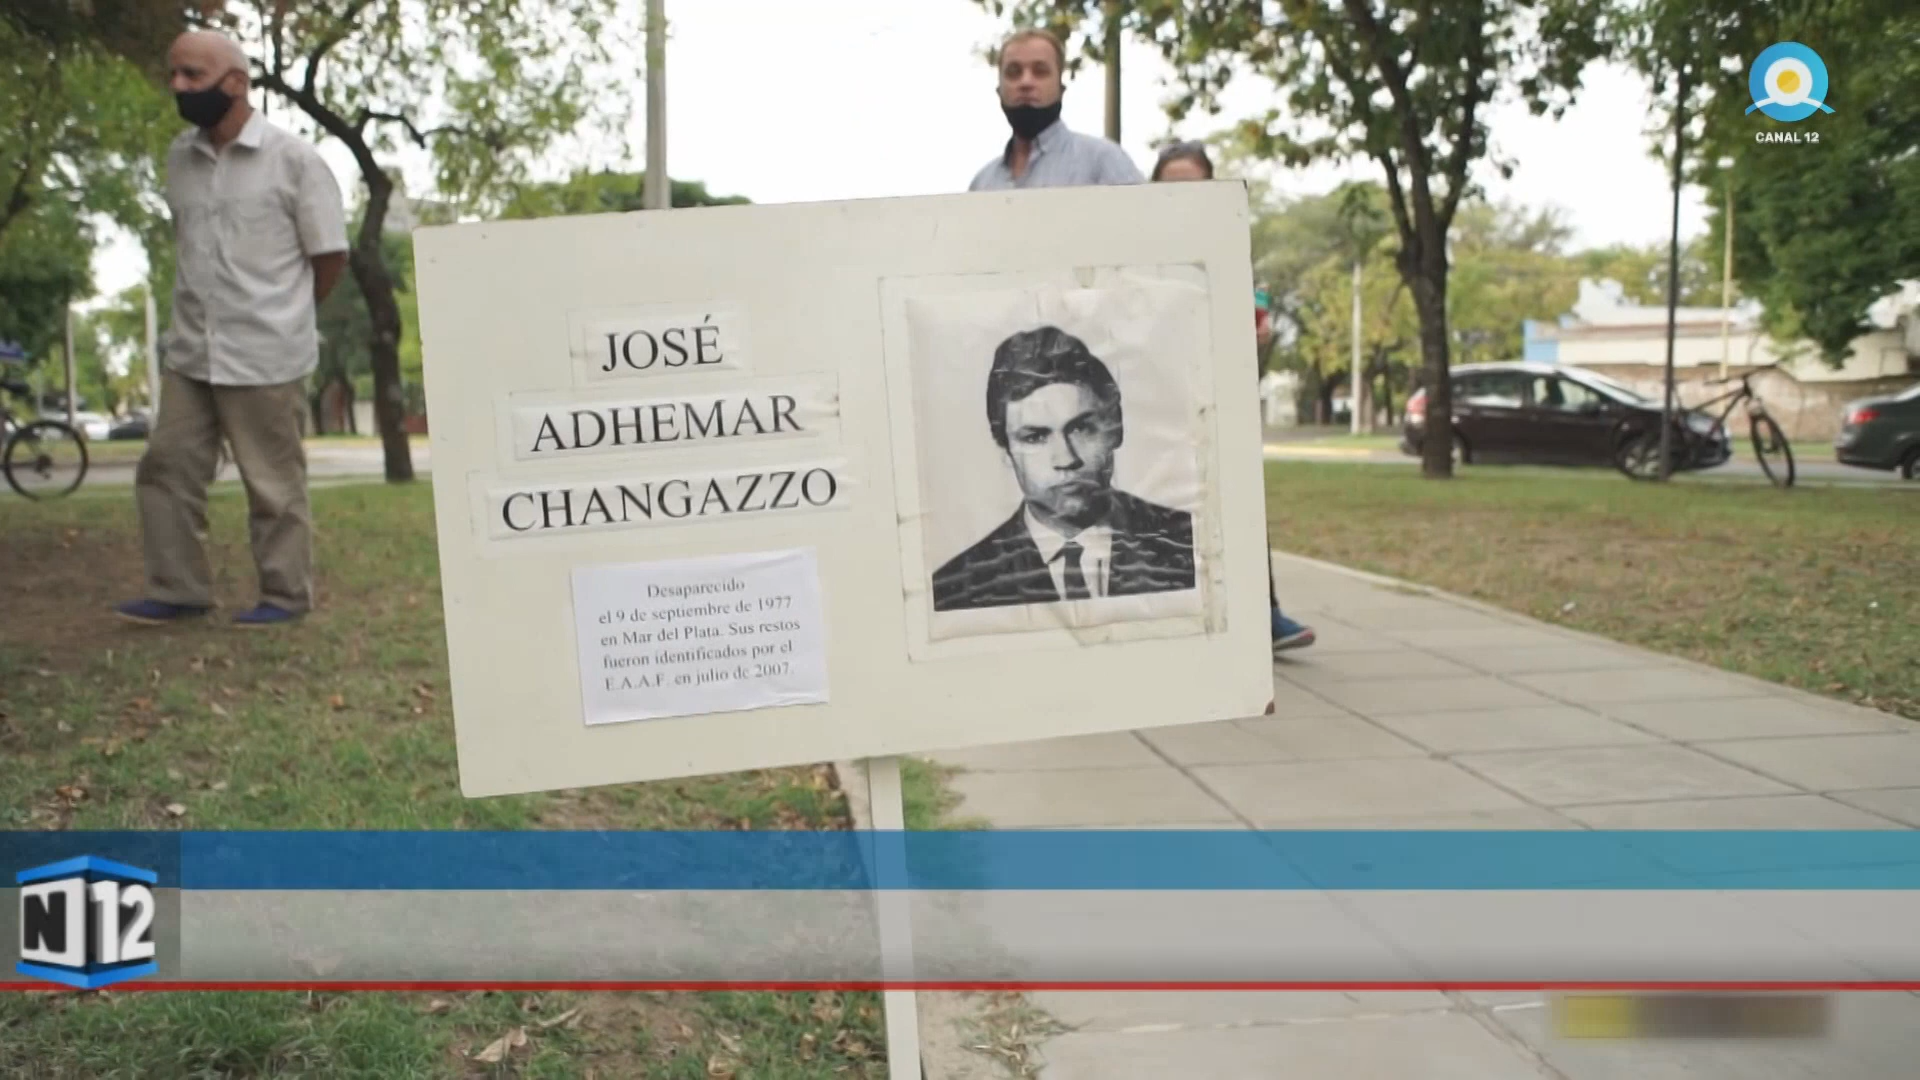 CANAL 12
JOSÉ
ADHEMAR
CHANGAZZO
Desaparecido
el 9 de septiembre de 1977
en Mar del Plata. Sus restos
fueron identificados por el
E.A.A.F. en julio de 2007.
N12